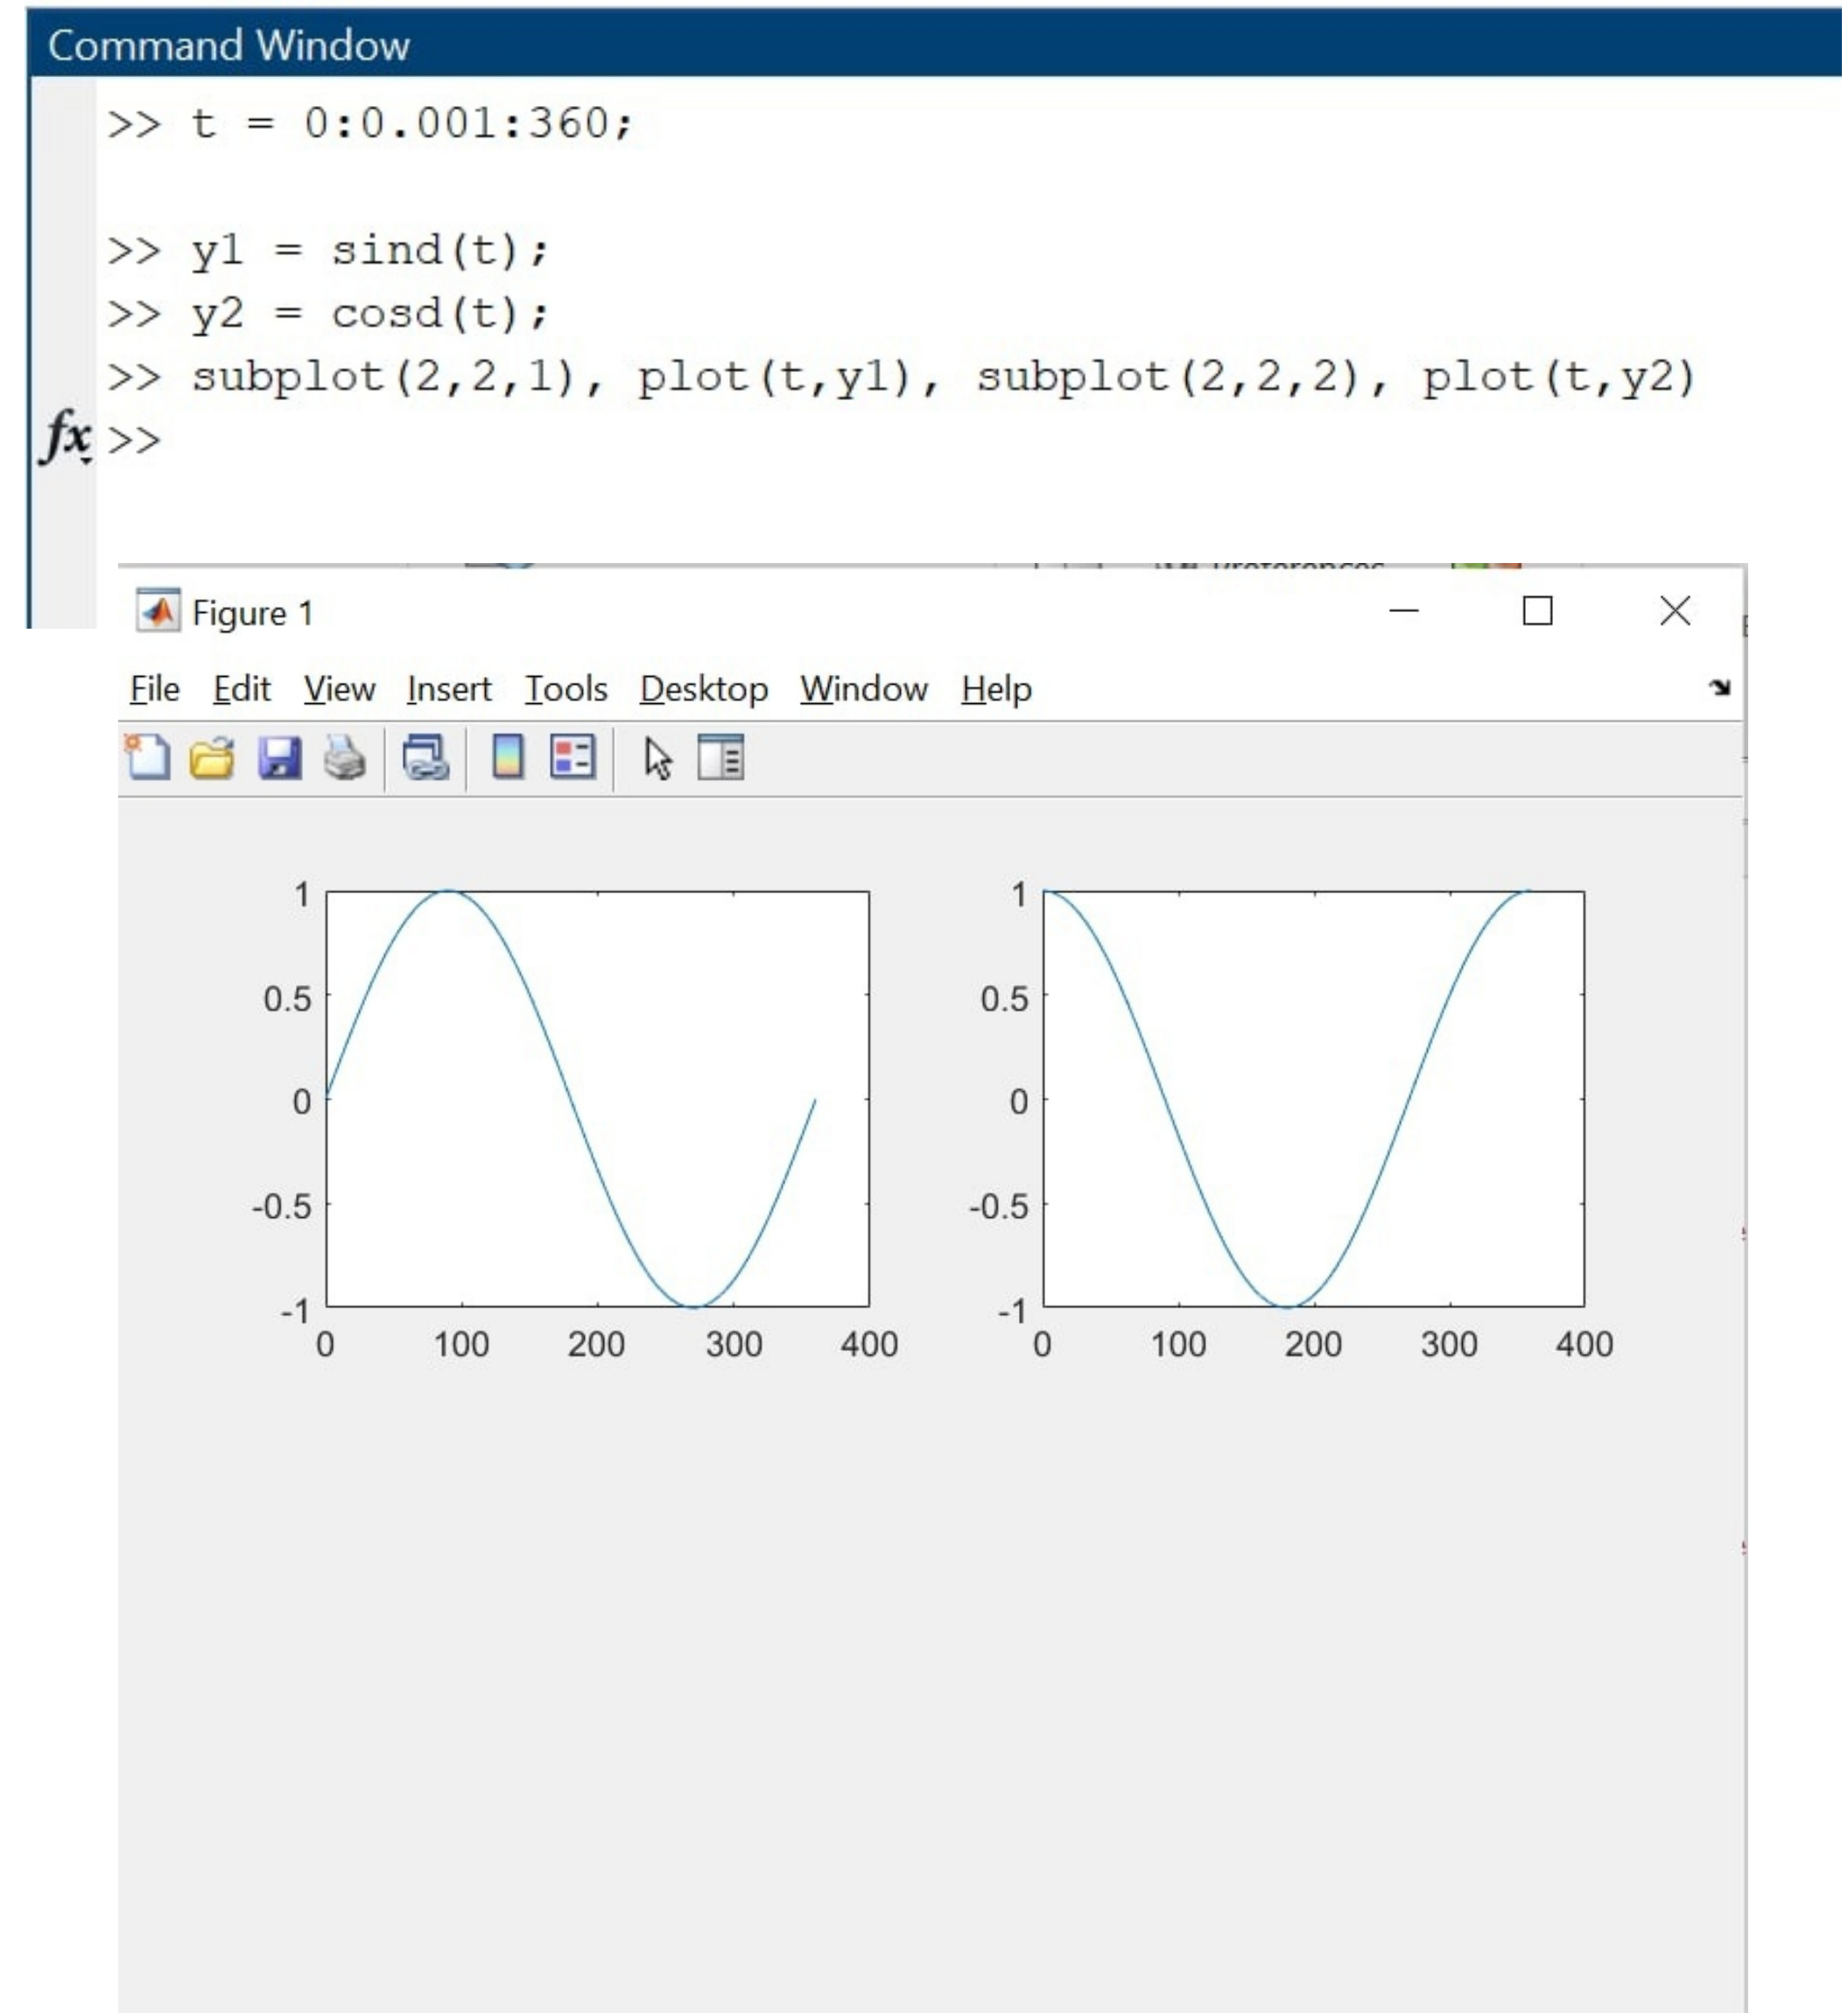 Command Window
>> t = 0:0.001:360;
>> y1 = sind(t);
>> y2 = cosd(t);
>> subplot(2,2,1), plot(t,y1), subplot(2,2,2), plot(t,y2)
fx >>
Preferences
Figure 1
File Edit View Insert Tools Desktop Window Help
1
0.5
0
-0.5
-1
0 100 200 300 400
1
0.5
0
-0.5
-1
0 100 200 300 400